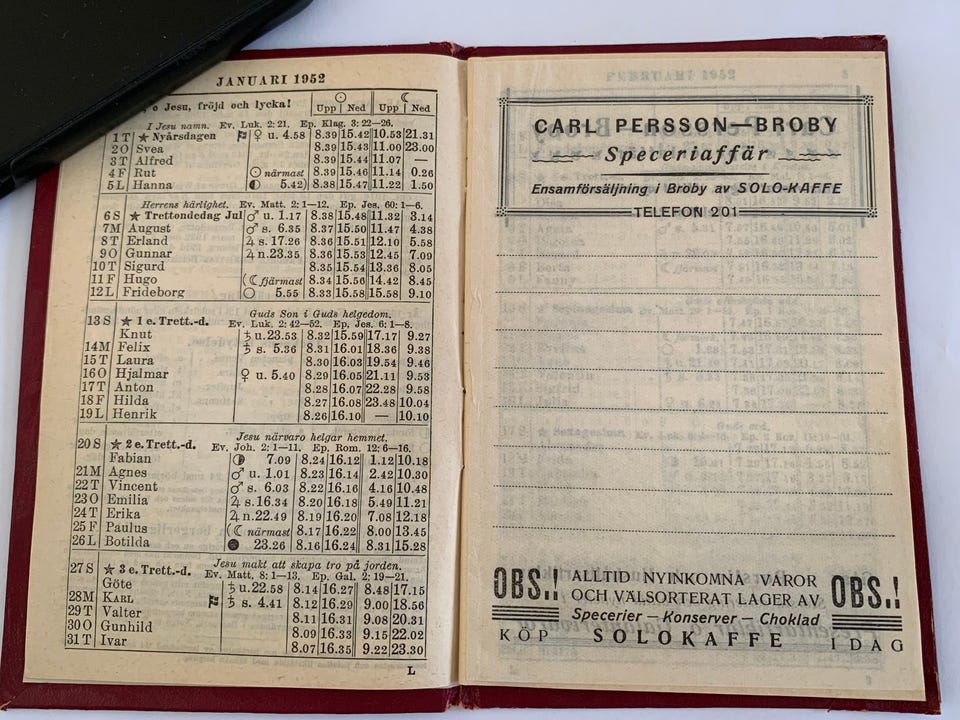 JANUARI 1952
o Jesu, fröjd och lycka!
Upp Ned Upp Ned
I Jesu namn. Ev. Luk. 2: 21. Ep. Klag. 3: 22—26.
1 T ★ Nyårsdagen ♀ u. 4.58 8.39 15.42 10.53 21.31
2 O Svea 8.39 15.43 11.00 23.00
3 T Alfred 8.39 15.44 11.07 —
4 F Rut ☉ närmast 8.39 15.46 11.14 0.26
5 L Hanna 5.42) 8.38 15.47 11.22 1.50
Herrens härlighet. Ev. Matt. 2: 1—12. Ep. Jes. 60: 1—6.
6 S ★ Trettondedag Jul ♂ u. 1.17 8.38 15.48 11.32 3.14
7 M August ♂ s. 6.35 8.37 15.50 11.47 4.38
8 T Erland ♃ s. 17.26 8.36 15.51 12.10 5.58
9 O Gunnar ♃ n. 23.35 8.36 15.53 12.45 7.09
10 T Sigurd 8.35 15.54 13.36 8.05
11 F Hugo (☾ fjärmast 8.34 15.56 14.42 8.45
12 L Frideborg ○ 5.55 8.33 15.58 15.58 9.10
Guds Son i Guds helgedom.
13 S ★ 1 e. Trett.-d. Ev. Luk. 2: 42—52. Ep. Jes. 6: 1—8.
Knut ♄ u. 23.53 8.32 15.59 17.17 9.27
14 M Felix ♄ s. 5.36 8.31 16.01 18.36 9.38
15 T Laura 8.30 16.03 19.54 9.46
16 O Hjalmar ♀ u. 5.40 8.29 16.05 21.11 9.53
17 T Anton 8.28 16.07 22.28 9.58
18 F Hilda 8.27 16.08 23.48 10.04
19 L Henrik 8.26 16.10 — 10.10
Jesu närvaro helgar hemmet.
20 S ★ 2 e. Trett.-d. Ev. Joh. 2: 1—11. Ep. Rom. 12: 6—16.
Fabian 7.09 8.24 16.12 1.12 10.18
21 M Agnes ♂ u. 1.01 8.23 16.14 2.42 10.30
22 T Vincent ♂ s. 6.03 8.22 16.16 4.16 10.48
23 O Emilia ♃ s. 16.34 8.20 16.18 5.49 11.21
24 T Erika ♃ n. 22.49 8.19 16.20 7.08 12.18
25 F Paulus (☾ närmast 8.17 16.22 8.00 13.45
26 L Botilda ● 23.26 8.16 16.24 8.31 15.28
Jesu makt att skapa tro på jorden.
27 S ★ 3 e. Trett.-d. Ev. Matt. 8: 1—13. Ep. Gal. 2; 19—21.
Göte ♄ u. 22.58 8.14 16.27 8.48 17.15
28 M KARL ♄ s. 4.41 8.12 16.29 9.00 18.56
29 T Valter 8.11 16.31 9.08 20.31
30 O Gunhild 8.09 16.33 9.15 22.02
31 T Ivar 8.07 16.35 9.22 23.30
L
FEBRUARI 1952
CARL PERSSON—BROBY
Speceriaffär
Ensamförsäljning i Broby av SOLO-KAFFE
TELEFON 201
OBS.! ALLTID NYINKOMNA VAROR OBS.!
OCH VÄLSORTERAT LAGER AV
Specerier — Konserver — Choklad
KÖP SOLOKAFFE IDAG